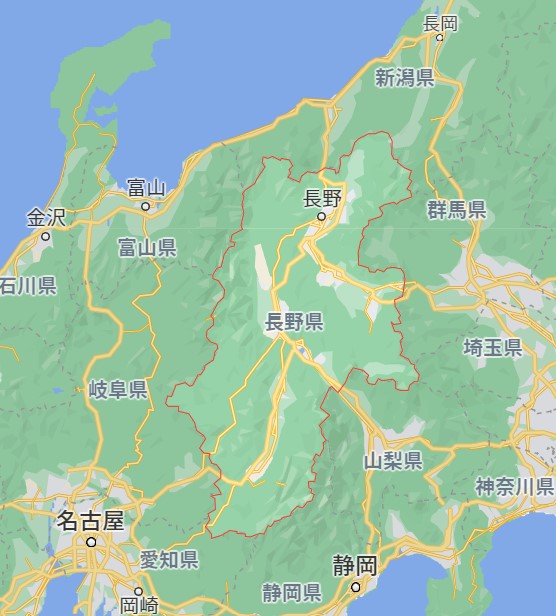 長岡
新潟県
富山
長野
金沢
群馬県
富山県
石川県
長野県
埼玉県
岐阜県
山梨県
神奈川県
名古屋
愛知県
静岡
静岡県
岡崎